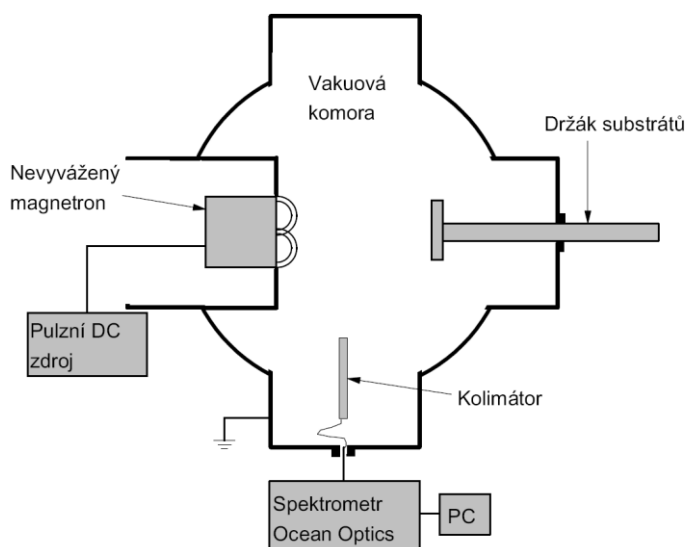 Vakuová
komora
Držák substrátů
Nevyvážený
magnetron
Pulzní DC
zdroj
Kolimátor
Spektrometr
Ocean Optics
PC